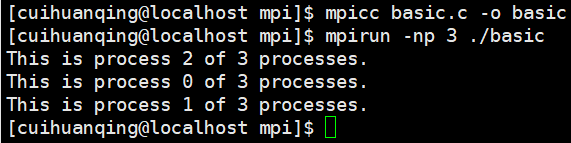 [cuihuanqing@localhost mpi]$ mpicc basic.c -o basic
[cuihuanqing@localhost mpi]$ mpirun -np 3 ./basic
This is process 2 of 3 processes.
This is process 0 of 3 processes.
This is process 1 of 3 processes.
[cuihuanqing@localhost mpi]$